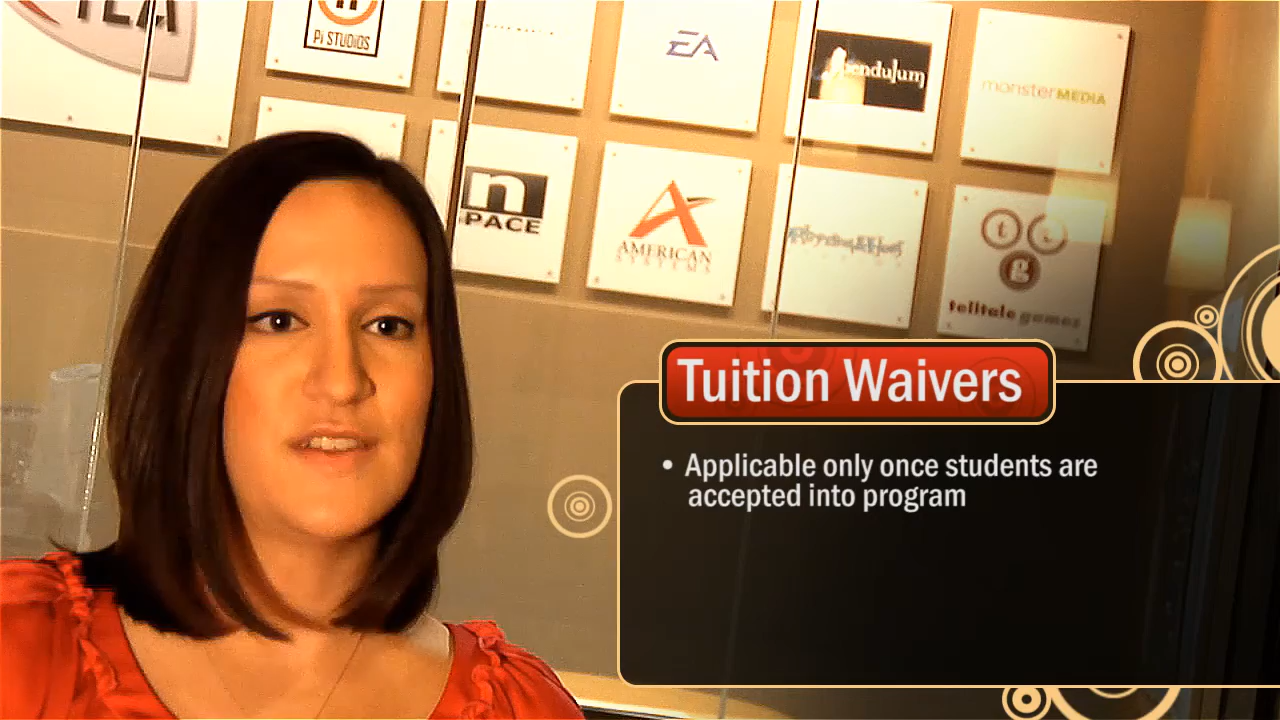 PI STUDIOS
EA
pendulum
monsterMEDIA
n
PACE
AMERICAN
SYSTEMS
t t
g
telltale games
Tuition Waivers
• Applicable only once students are
accepted into program